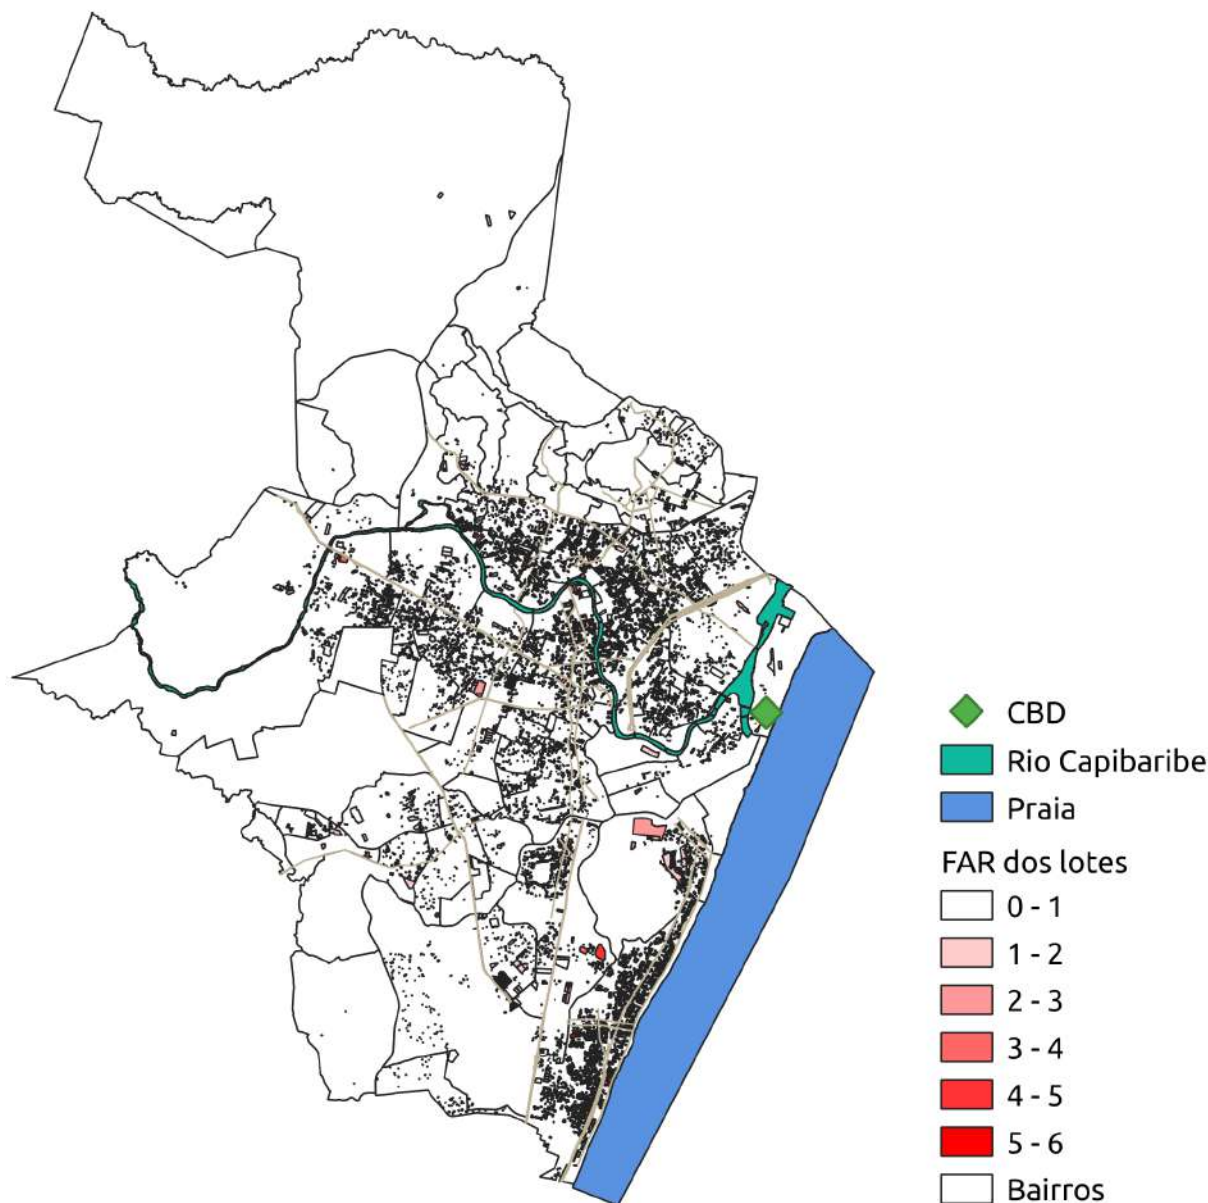 CBD
Rio Capibaribe
Praia
FAR dos lotes
0 - 1
1 - 2
2 - 3
3 - 4
4 - 5
5 - 6
Bairros